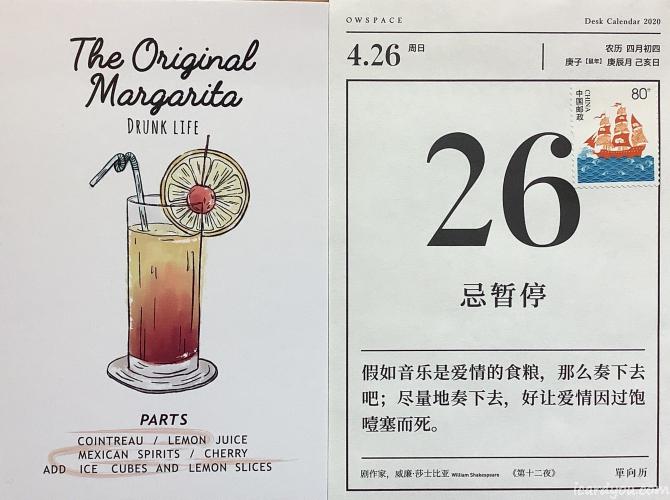 The Original
Margarita
DRUNK LIFE
PARTS
COINTREAU / LEMON JUICE
MEXICAN SPIRITS / CHERRY
ADD ICE CUBES AND LEMON SLICES
OWSPACE
Desk Calendar 2020
4.26 周日
农历 四月初四
庚子【鼠年】庚辰月 己亥日
中国邮政
CHINA
80分
26
忌暂停
假如音乐是爱情的食粮，那么奏下去
吧；尽量地奏下去，好让爱情因过饱
噎塞而死。
剧作家，威廉·莎士比亚 William Shakespeare 《第十二夜》
單向历